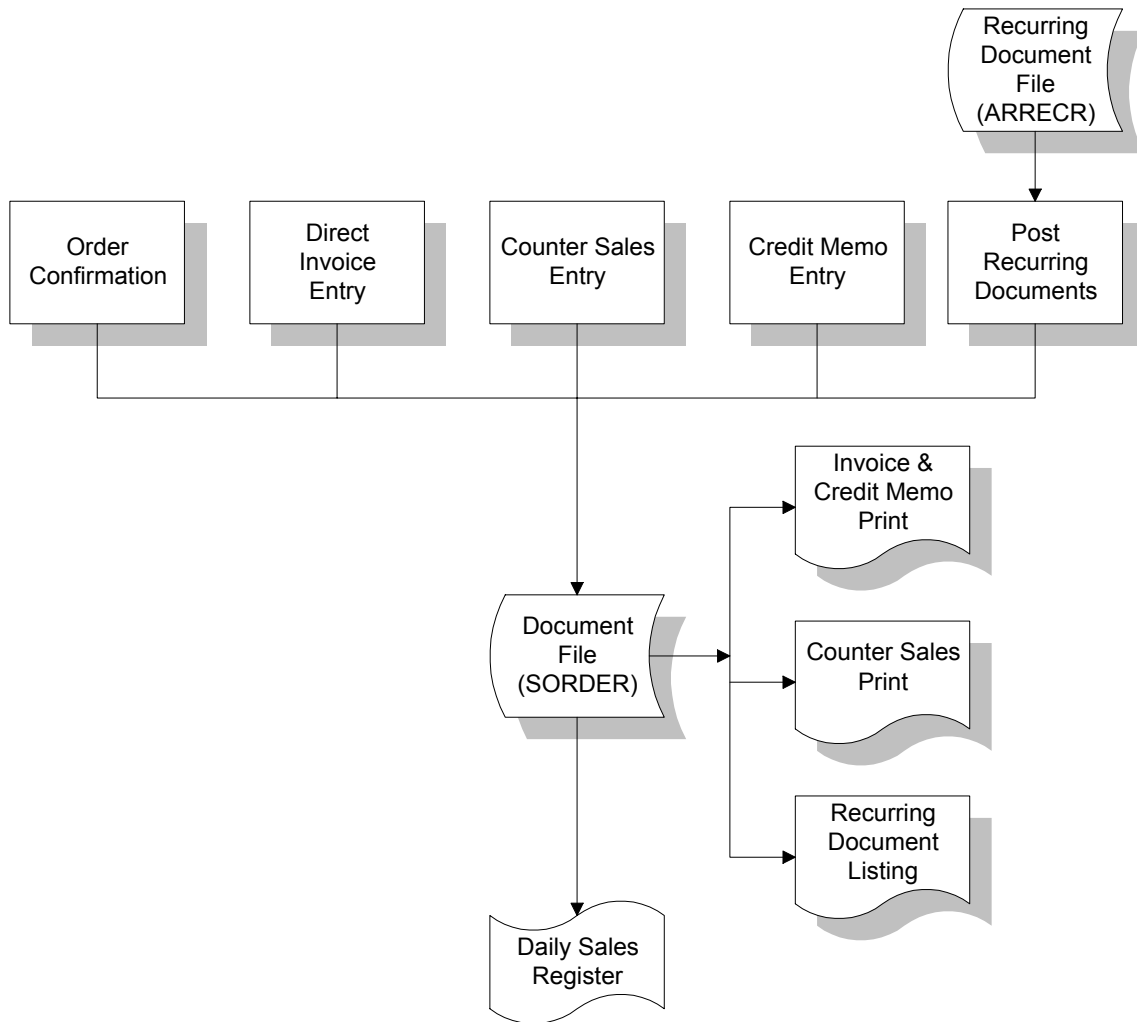 Recurring
Document
File
(ARRECR)
Order
Confirmation
Direct
Invoice
Entry
Counter Sales
Entry
Credit Memo
Entry
Post
Recurring
Documents
Invoice &
Credit Memo
Print
Document
File
(SORDER)
Counter Sales
Print
Recurring
Document
Listing
Daily Sales
Register